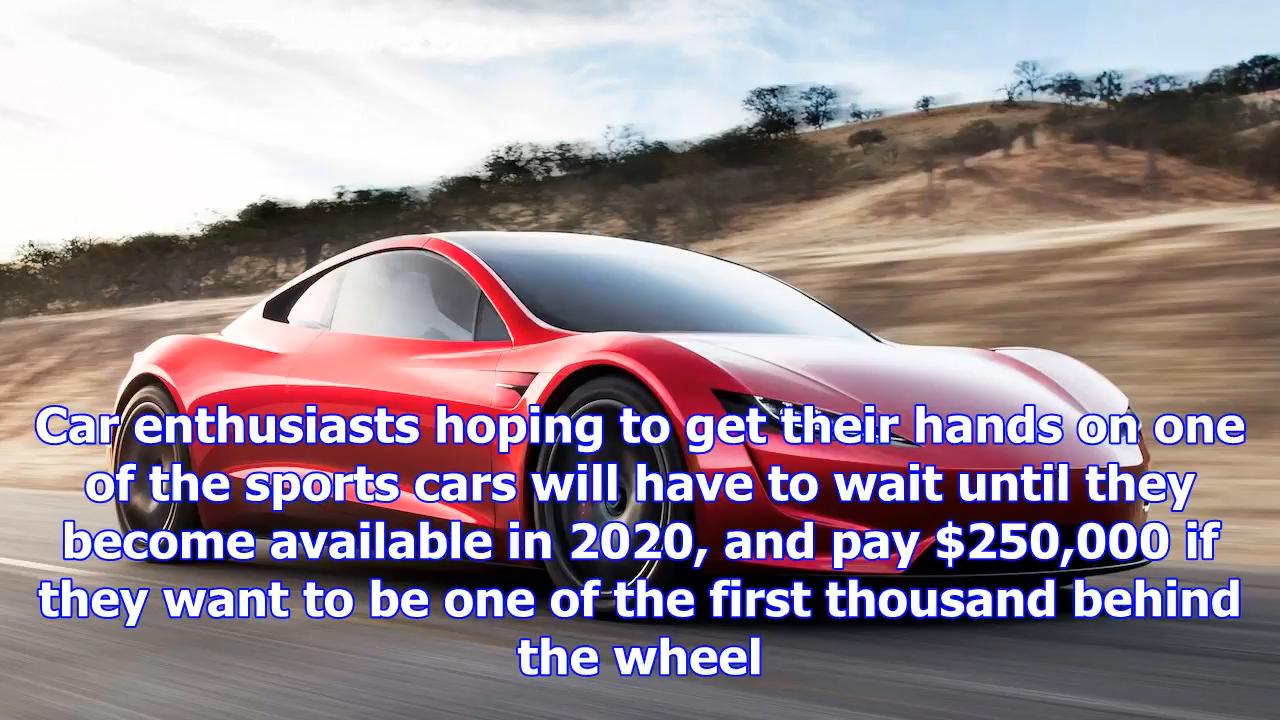 Car enthusiasts hoping to get their hands on one
of the sports cars will have to wait until they
become available in 2020, and pay $250,000 if
they want to be one of the first thousand behind
the wheel